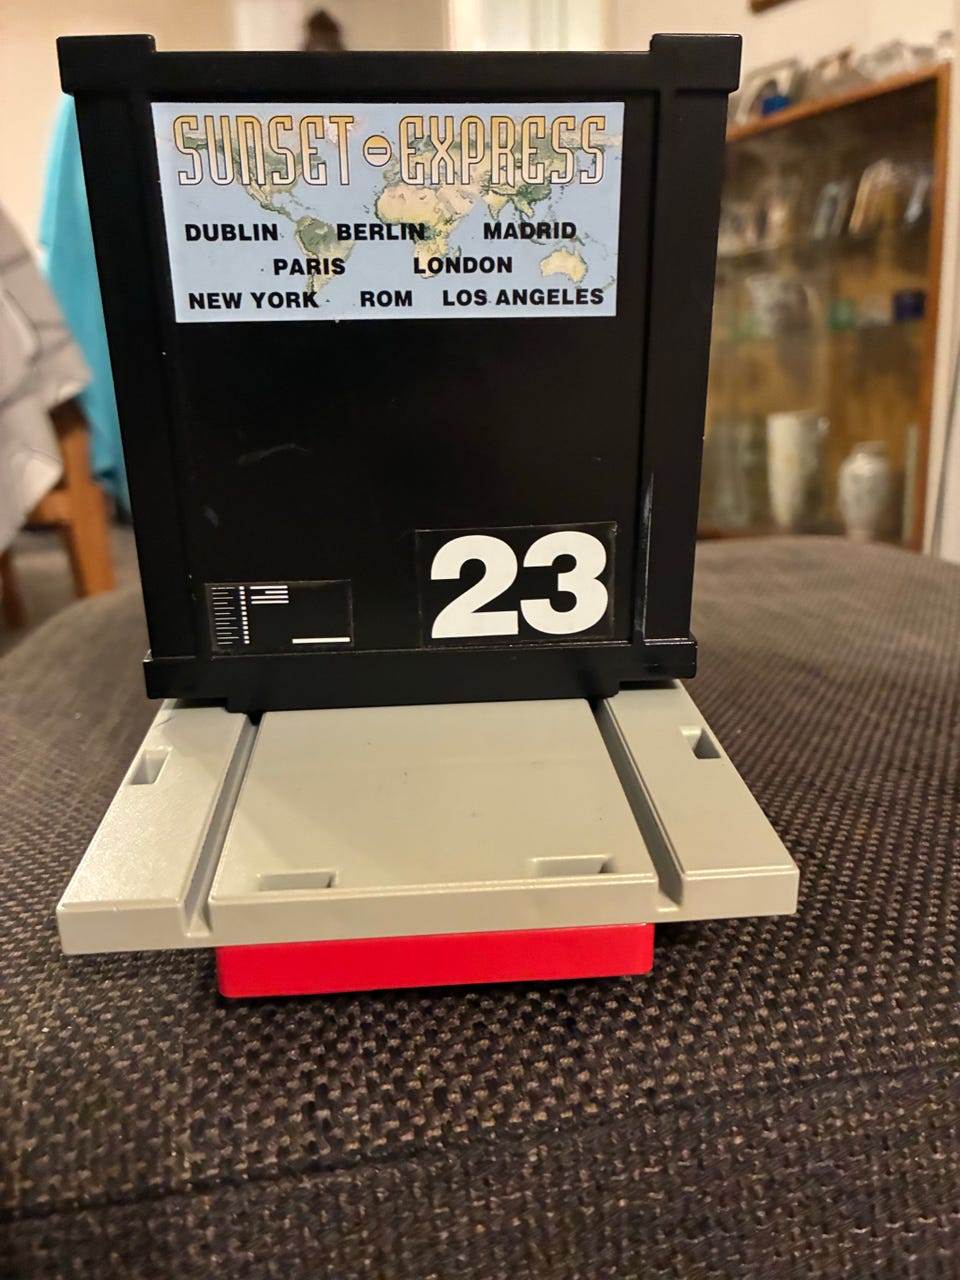 SUNSET EXPRESS
DUBLIN BERLIN MADRID
PARIS LONDON
NEW YORK ROM LOS ANGELES
23